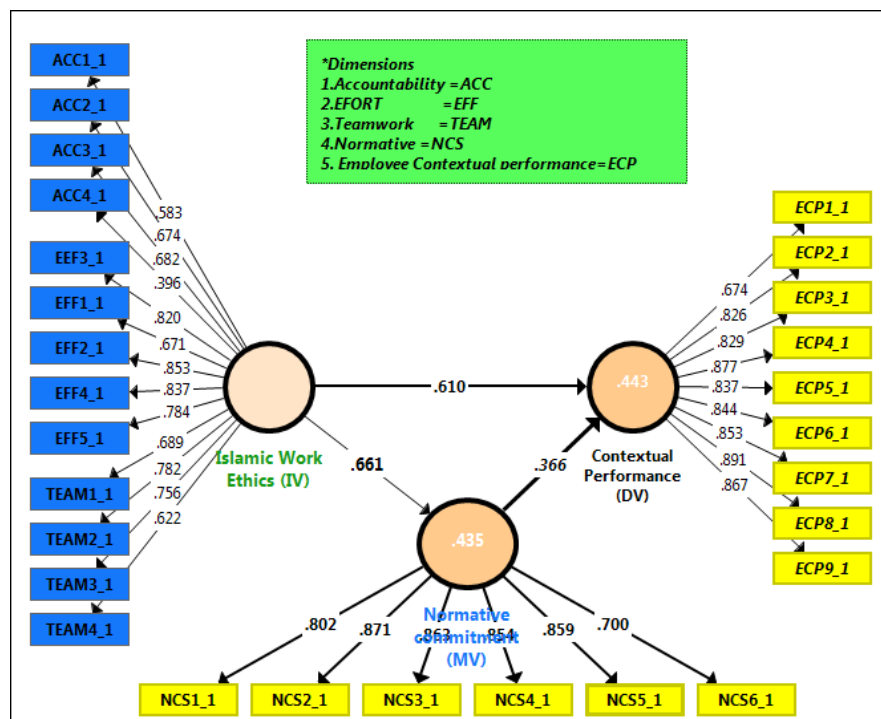 *Dimensions
1.Accountability =ACC
2.EFORT =EFF
3.Teamwork =TEAM
4.Normative =NCS
5. Employee Contextual performance=ECP
ACC1_1
ACC2_1
ACC3_1
ACC4_1
EEF3_1
EFF1_1
EFF2_1
EFF4_1
EFF5_1
TEAM1_1
TEAM2_1
TEAM3_1
TEAM4_1
.583
.674
.682
.396
.820
.671
.853
.837
.784
.689
.782
.756
.622
Islamic Work
Ethics (IV)
.610
.661
.366
.443
Contextual
Performance
(DV)
.674
.826
.829
.877
.837
.844
.853
.891
.867
ECP1_1
ECP2_1
ECP3_1
ECP4_1
ECP5_1
ECP6_1
ECP7_1
ECP8_1
ECP9_1
.435
Normative
commitment
(MV)
.802
.871
.863
.854
.859
.700
NCS1_1
NCS2_1
NCS3_1
NCS4_1
NCS5_1
NCS6_1